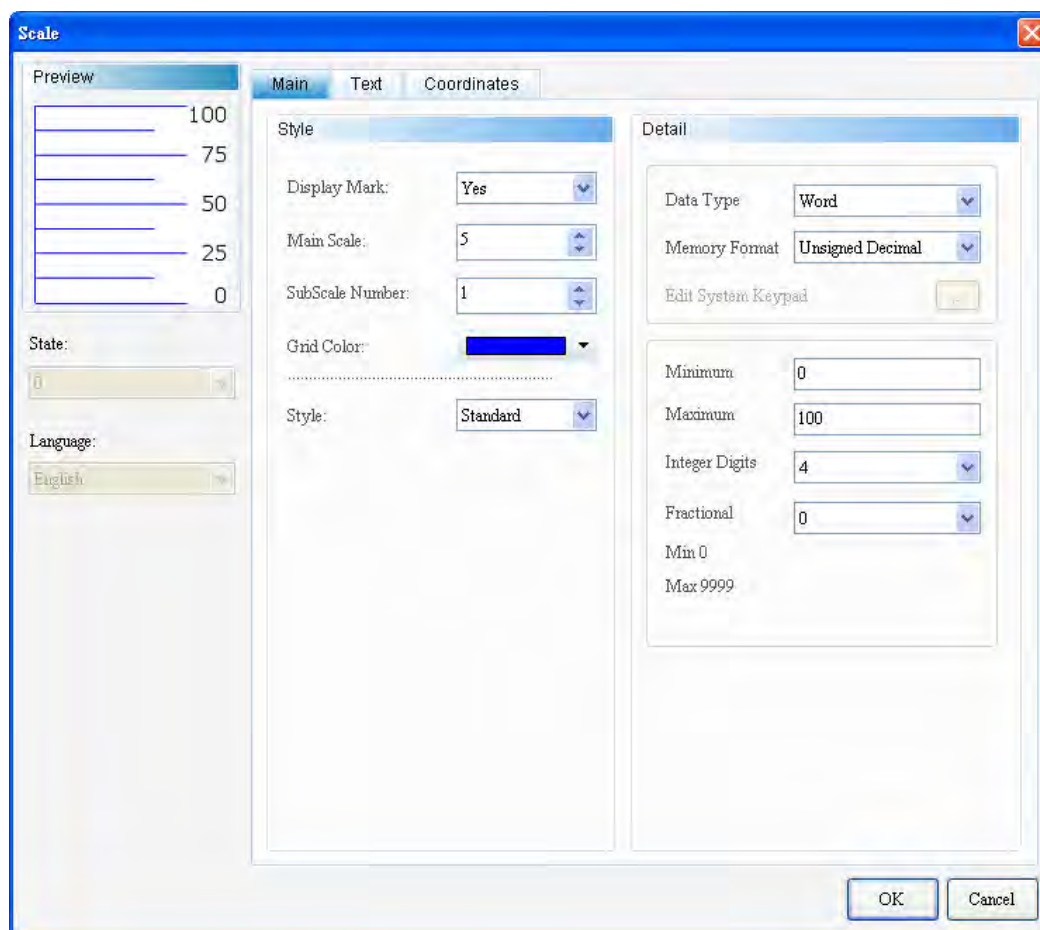 Scale
Preview
100
75
50
25
0
State:
0
Language:
English
Main Text Coordinates
Style
Display Mark: Yes
Main Scale: 5
SubScale Number: 1
Grid Color:
Style: Standard
Detail
Data Type Word
Memory Format Unsigned Decimal
Edit System Keypad ...
Minimum 0
Maximum 100
Integer Digits 4
Fractional 0
Min 0
Max 9999
OK Cancel